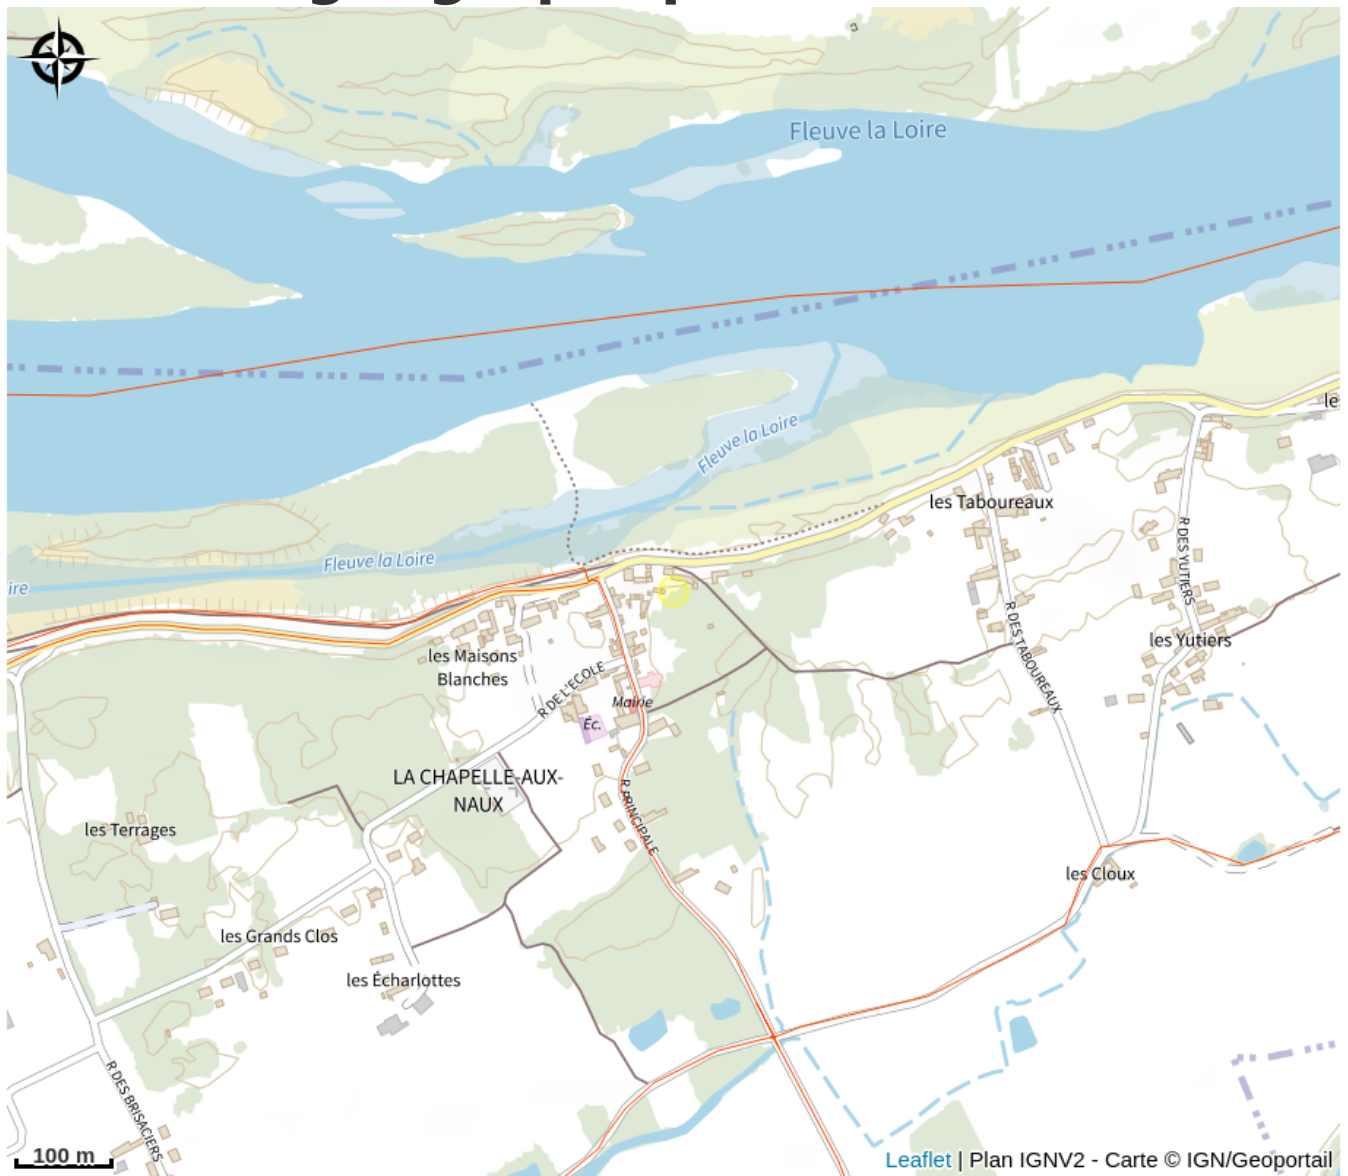 3
Fleuve la Loire
le
Fleuve la Loire
les Taboureaux
R DES YUTIERS
Fleuve la Loire
ire
R DES TABOUREAUX
les Yutiers
les Maisons
Blanches
R DE L'ECOLE
Mairie
Éc.
LA CHAPELLE-AUX-
NAUX
R PRINCIPALE
les Terrages
les Cloux
les Grands Clos
les Écharlottes
R DES BRISACIERS
100 m
Leaflet | Plan IGNV2 - Carte © IGN/Geoportail